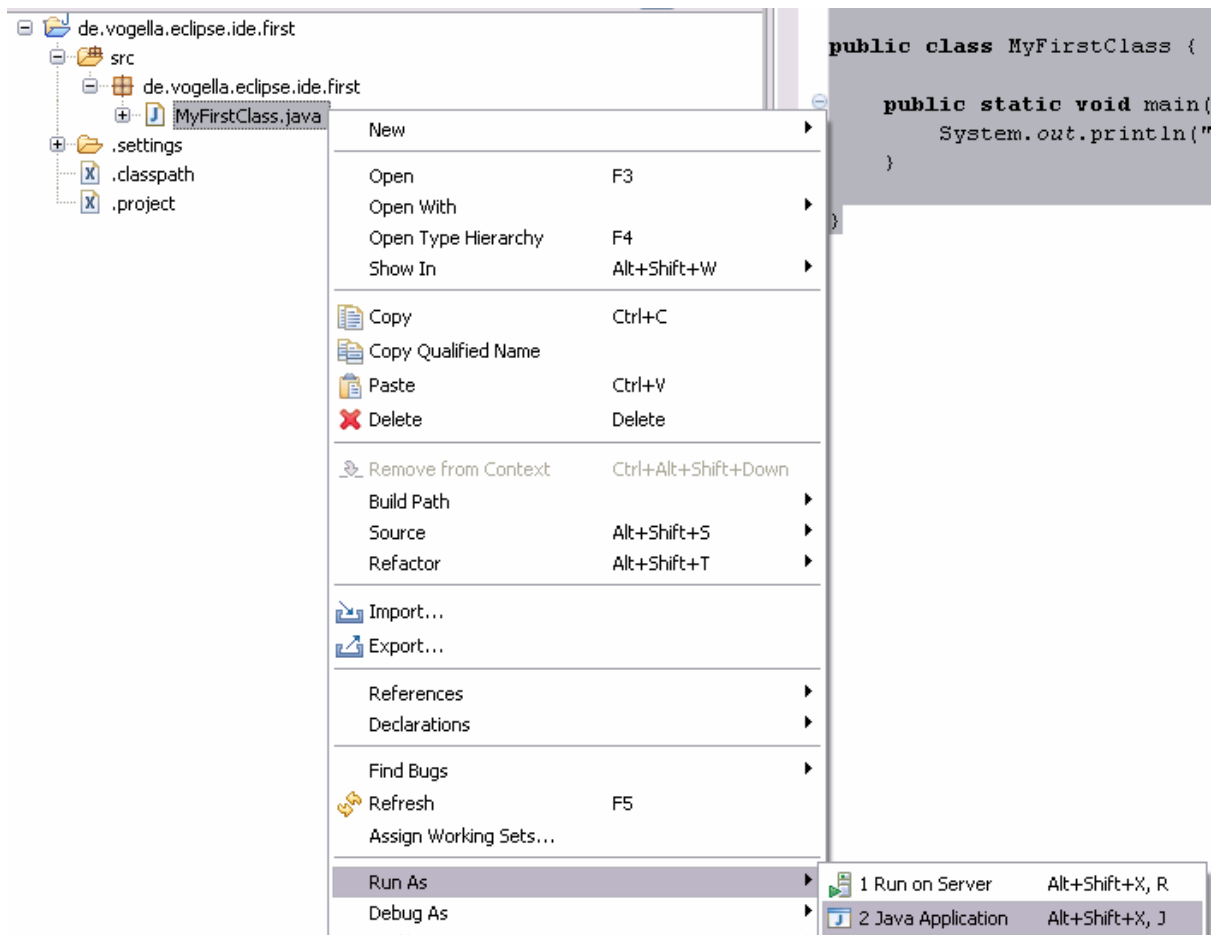 de.vogella.eclipse.ide.first
src
de.vogella.eclipse.ide.first
MyFirstClass.java
.settings
.classpath
.project
public class MyFirstClass {
public static void main(
System.out.println("
}
}
New
Open F3
Open With
Open Type Hierarchy F4
Show In Alt+Shift+W
Copy Ctrl+C
Copy Qualified Name
Paste Ctrl+V
Delete Delete
Remove from Context Ctrl+Alt+Shift+Down
Build Path
Source Alt+Shift+S
Refactor Alt+Shift+T
Import...
Export...
References
Declarations
Find Bugs
Refresh F5
Assign Working Sets...
Run As
Debug As
1 Run on Server Alt+Shift+X, R
2 Java Application Alt+Shift+X, J